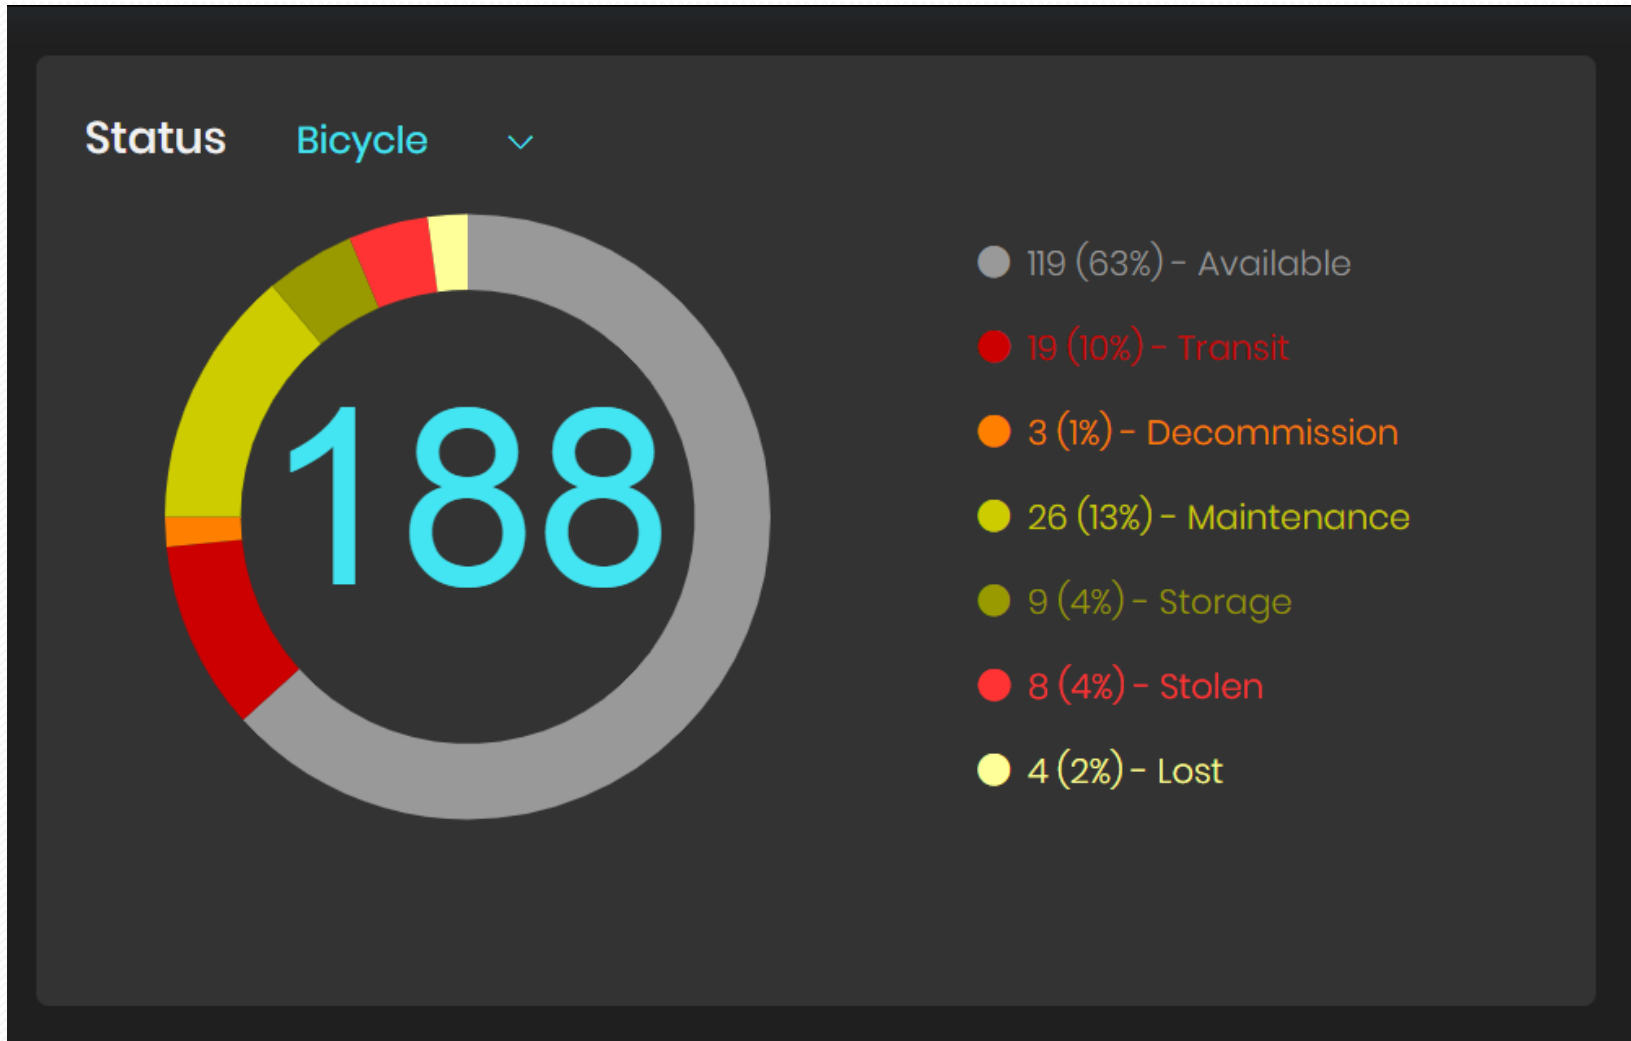 Status Bicycle
188
119 (63%) - Available
19 (10%) - Transit
3 (1%) - Decommission
26 (13%) - Maintenance
9 (4%) - Storage
8 (4%) - Stolen
4 (2%) - Lost